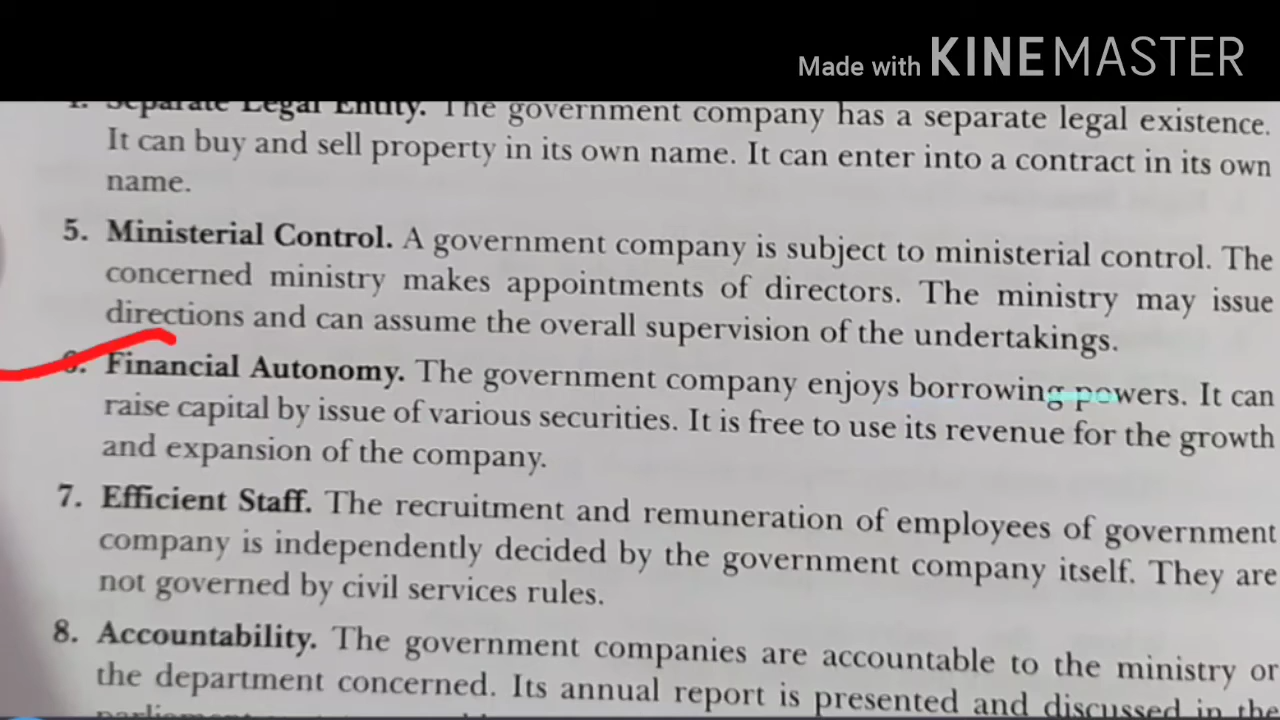 Made with KINEMASTER
4. Separate Legal Entity. The government company has a separate legal existence.
It can buy and sell property in its own name. It can enter into a contract in its own
name.
5. Ministerial Control. A government company is subject to ministerial control. The
concerned ministry makes appointments of directors. The ministry may issue
directions and can assume the overall supervision of the undertakings.
6. Financial Autonomy. The government company enjoys borrowing powers. It can
raise capital by issue of various securities. It is free to use its revenue for the growth
and expansion of the company.
7. Efficient Staff. The recruitment and remuneration of employees of government
company is independently decided by the government company itself. They are
not governed by civil services rules.
8. Accountability. The government companies are accountable to the ministry or
the department concerned. Its annual report is presented and discussed in the